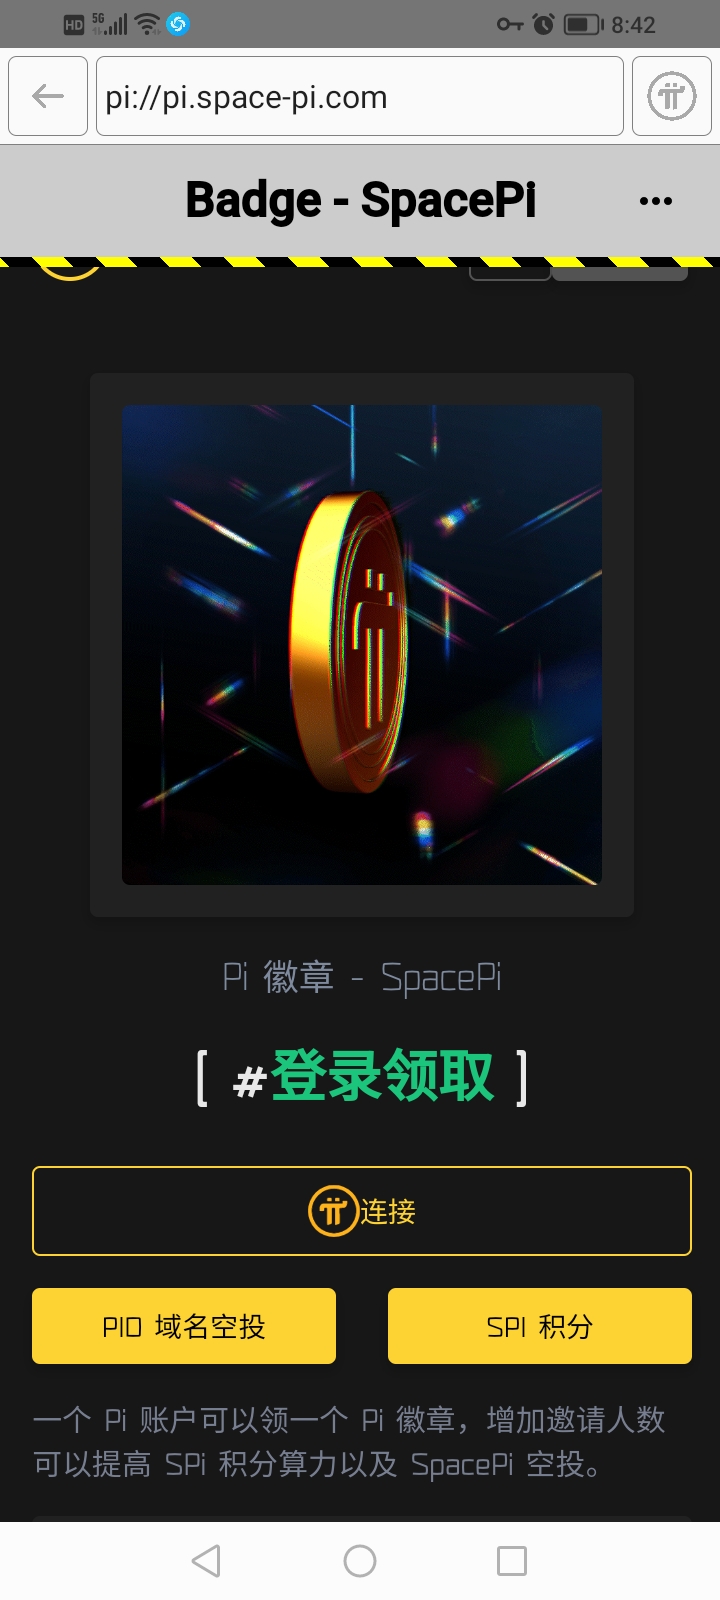 HD 5G 8:42
pi://pi.space-pi.com
Badge - SpacePi
Pi 徽章 - SpacePi
[ #登录领取 ]
连接
PID 域名空投
SPI 积分
一个 Pi 账户可以领一个 Pi 徽章，增加邀请人数
可以提高 SPi 积分算力以及 SpacePi 空投。